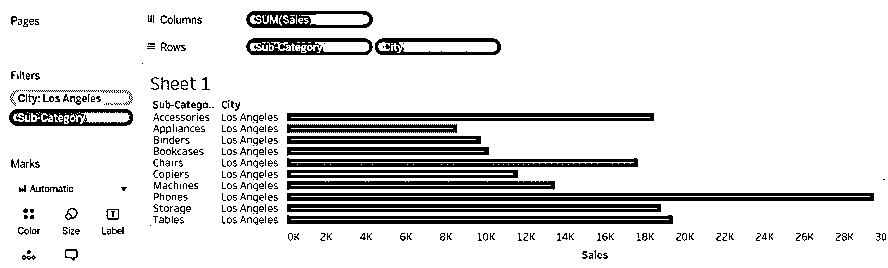 Pages
Columns SUM(Sales)
Rows Sub-Category City
Filters
City: Los Angeles
Sub-Category
Marks
Automatic
Color Size Label
Sheet 1
Sub-Catego.. City
Accessories Los Angeles
Appliances Los Angeles
Binders Los Angeles
Bookcases Los Angeles
Chairs Los Angeles
Copiers Los Angeles
Machines Los Angeles
Phones Los Angeles
Storage Los Angeles
Tables Los Angeles
0K 2K 4K 6K 8K 10K 12K 14K 16K 18K 20K 22K 24K 26K 28K 30
Sales